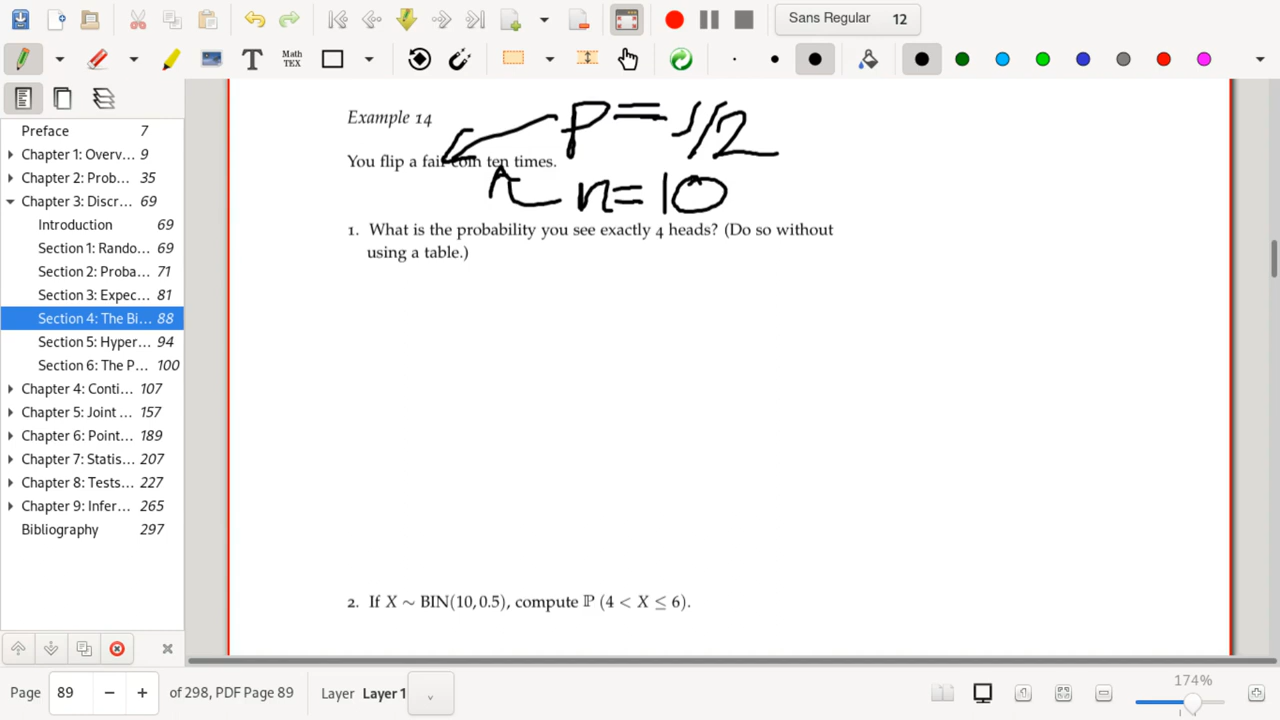 Sans Regular 12
Math
TEX
Preface 7
Chapter 1: Overv... 9
Chapter 2: Prob... 35
Chapter 3: Discr... 69
Introduction 69
Section 1: Rando... 69
Section 2: Proba... 71
Section 3: Expec... 81
Section 4: The Bi... 88
Section 5: Hyper... 94
Section 6: The P... 100
Chapter 4: Conti... 107
Chapter 5: Joint ... 157
Chapter 6: Point... 189
Chapter 7: Statis... 207
Chapter 8: Tests... 227
Chapter 9: Infer... 265
Bibliography 297
Example 14
p = 1/2
You flip a fair coin ten times.
n = 10
1. What is the probability you see exactly 4 heads? (Do so without
using a table.)
2. If X ∼ BIN(10, 0.5), compute ℙ (4 < X ≤ 6).
Page 89 of 298, PDF Page 89 Layer Layer 1 174%